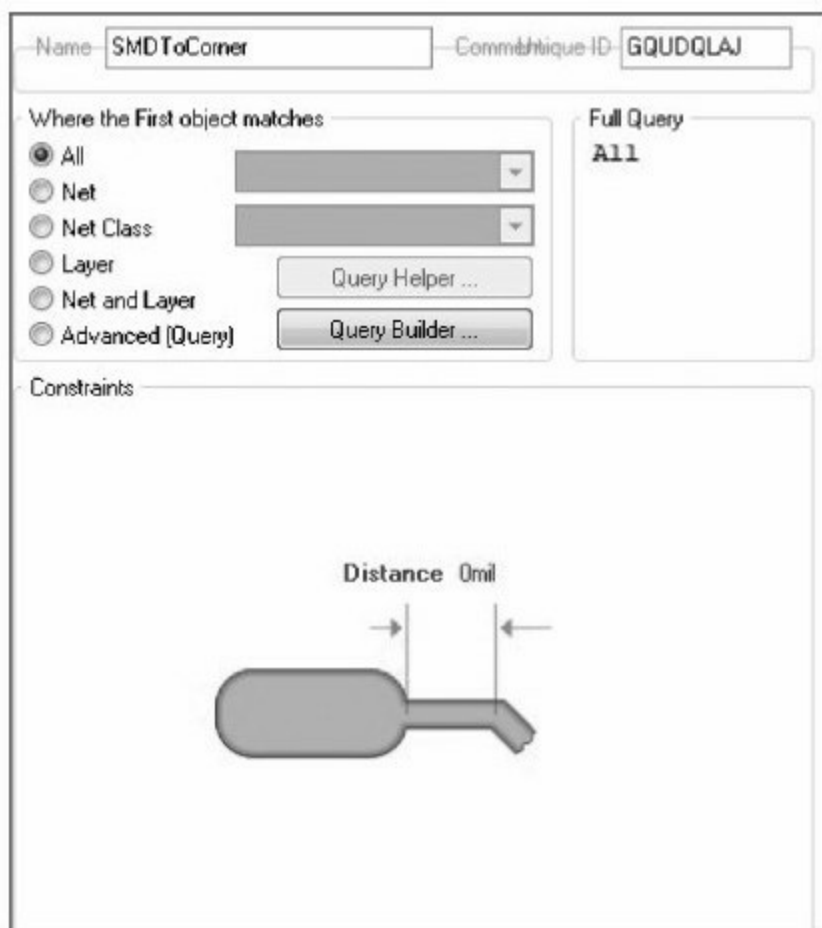 Name SMDToCorner Comment Unique ID GQUDQLAJ
Where the First object matches
All
Net
Net Class
Layer
Net and Layer
Advanced (Query)
Query Helper ...
Query Builder ...
Full Query
All
Constraints
Distance 0mil